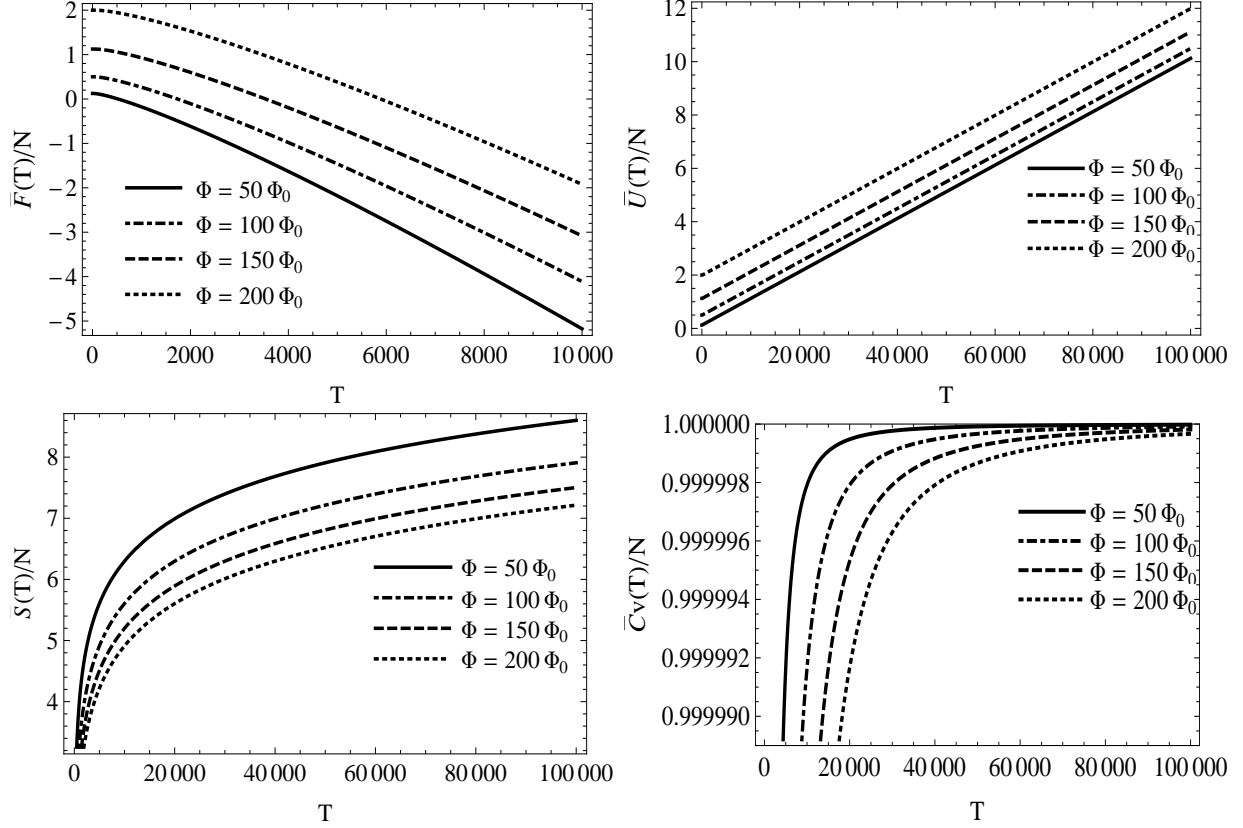 2
1
0
−1
−2
−3
−4
−5
F̅(T)/N
Φ = 50 Φ₀
Φ = 100 Φ₀
Φ = 150 Φ₀
Φ = 200 Φ₀
0 2000 4000 6000 8000 10 000
T
12
10
8
6
4
2
0
U̅(T)/N
Φ = 50 Φ₀
Φ = 100 Φ₀
Φ = 150 Φ₀
Φ = 200 Φ₀
0 20 000 40 000 60 000 80 000 100 000
T
8
7
6
5
4
S̅(T)/N
Φ = 50 Φ₀
Φ = 100 Φ₀
Φ = 150 Φ₀
Φ = 200 Φ₀
0 20 000 40 000 60 000 80 000 100 000
T
1.000000
0.999998
0.999996
0.999994
0.999992
0.999990
C̅v(T)/N
Φ = 50 Φ₀
Φ = 100 Φ₀
Φ = 150 Φ₀
Φ = 200 Φ₀
0 20 000 40 000 60 000 80 000 100 000
T